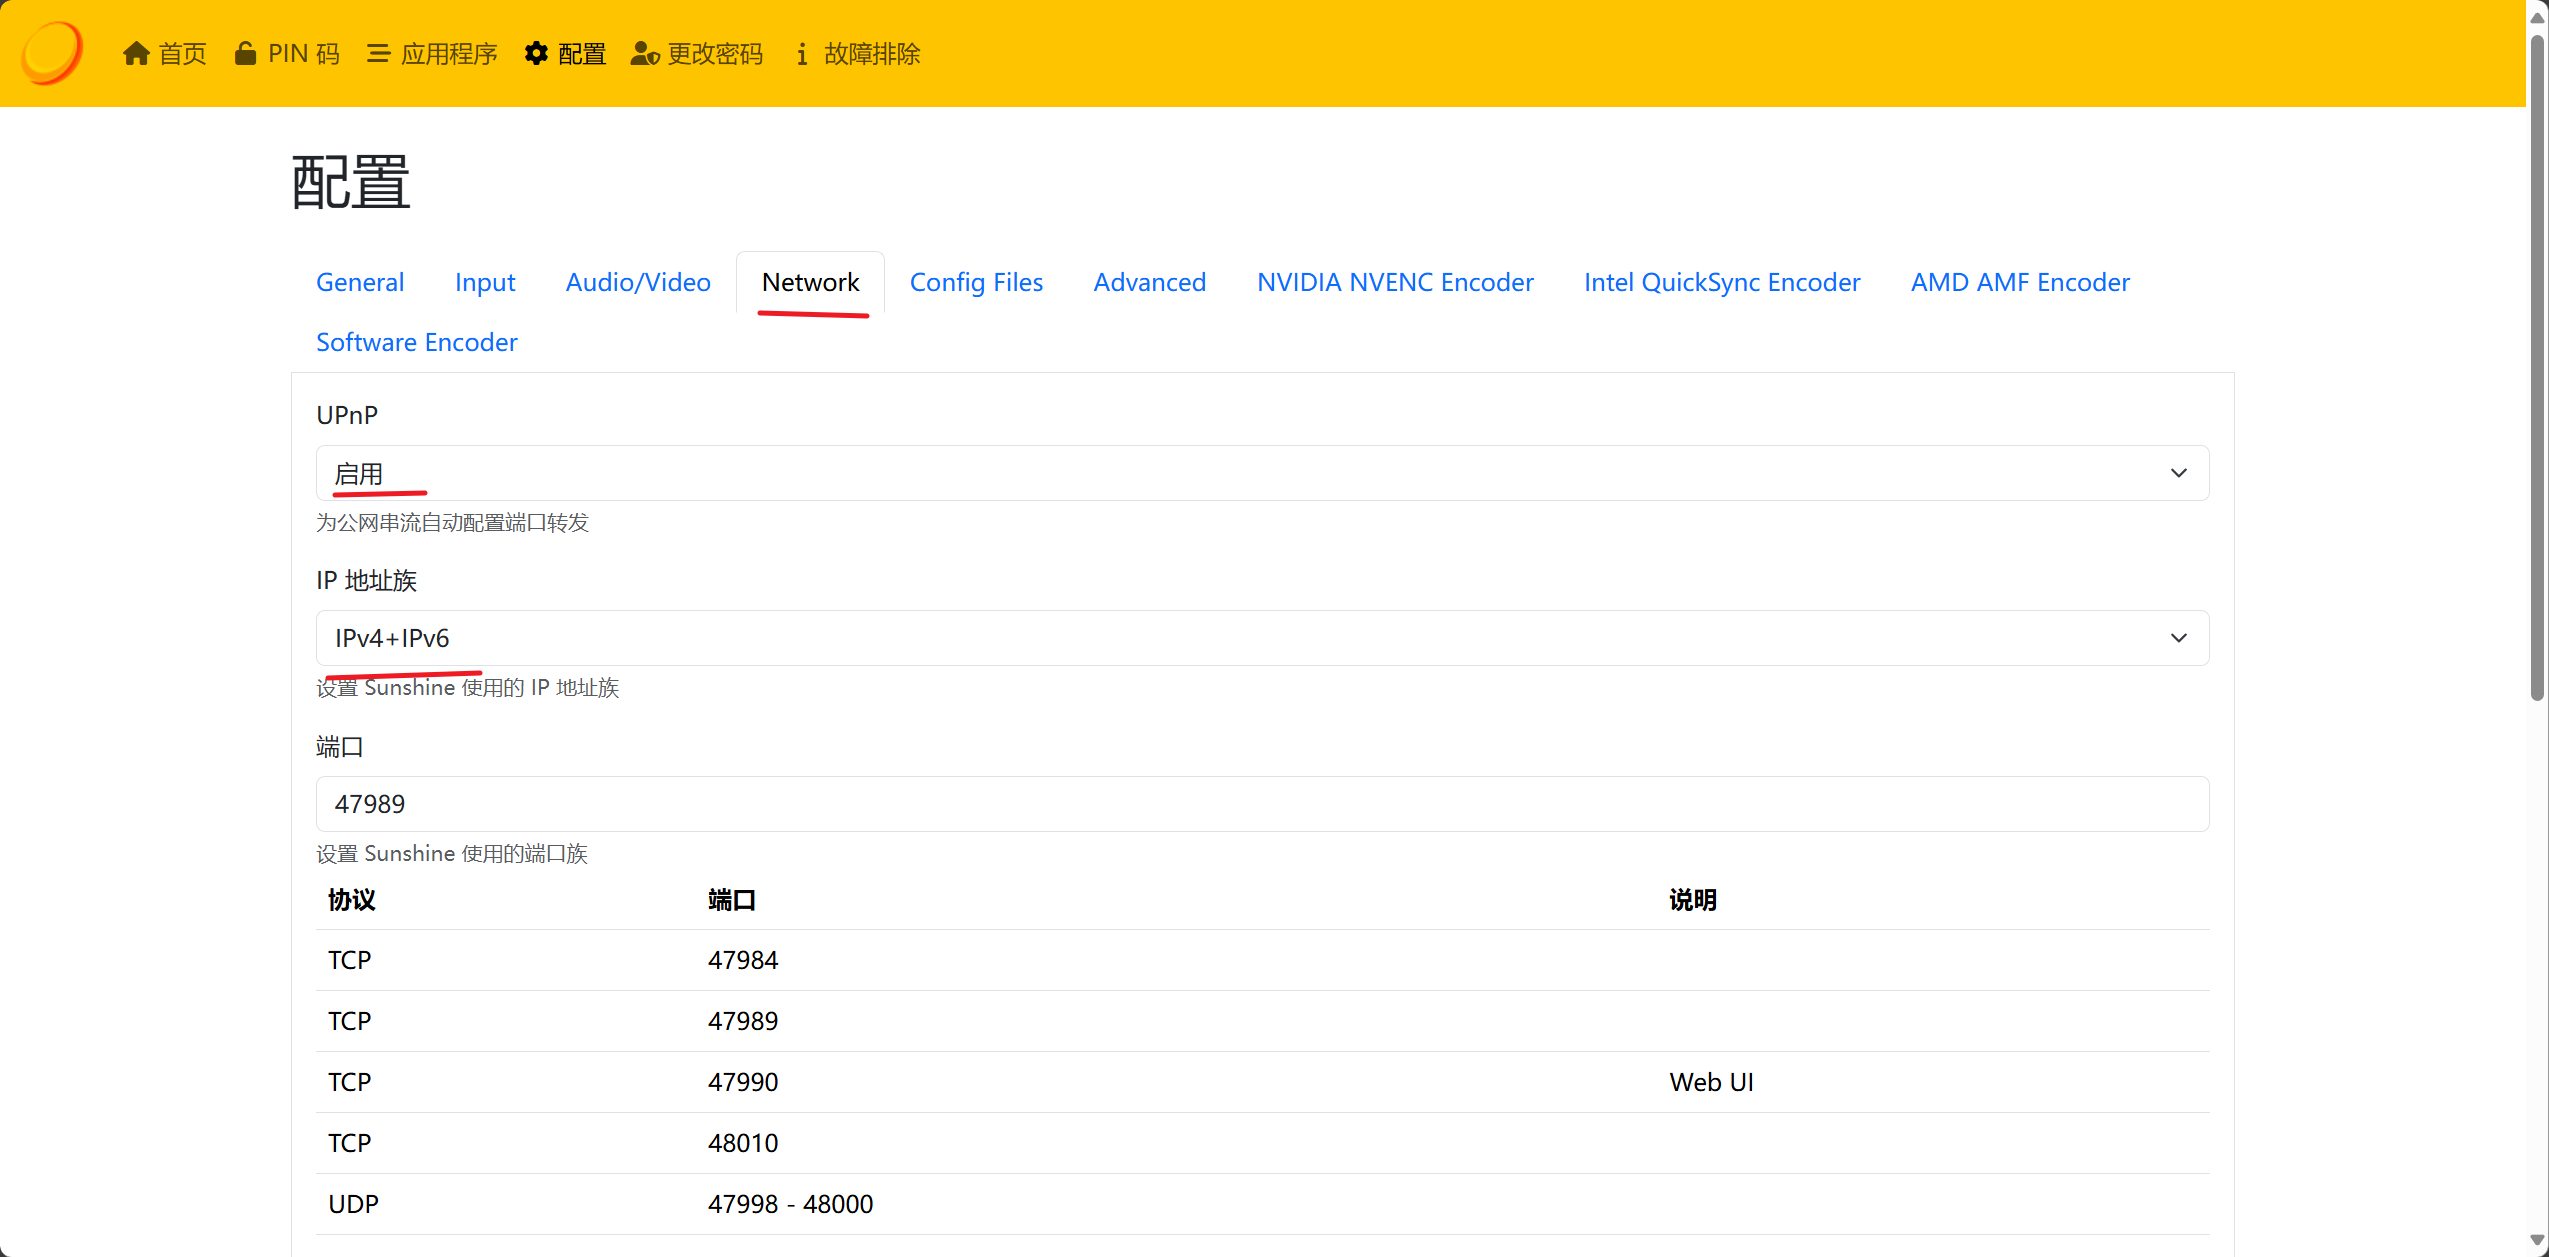 首页 PIN 码 应用程序 配置 更改密码 故障排除
配置
General Input Audio/Video Network Config Files Advanced NVIDIA NVENC Encoder Intel QuickSync Encoder AMD AMF Encoder
Software Encoder
UPnP
启用
为公网串流自动配置端口转发
IP 地址族
IPv4+IPv6
设置 Sunshine 使用的 IP 地址族
端口
47989
设置 Sunshine 使用的端口族
协议 端口 说明
TCP 47984
TCP 47989
TCP 47990 Web UI
TCP 48010
UDP 47998 - 48000